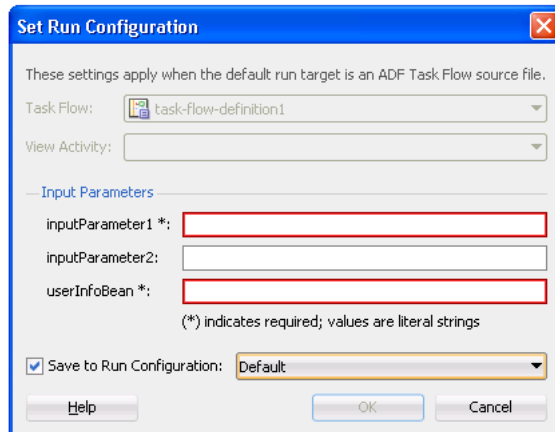 Set Run Configuration
These settings apply when the default run target is an ADF Task Flow source file.
Task Flow: task-flow-definition1
View Activity:
Input Parameters
inputParameter1 *:
inputParameter2:
userInfoBean *:
(*) indicates required; values are literal strings
Save to Run Configuration: Default
Help OK Cancel